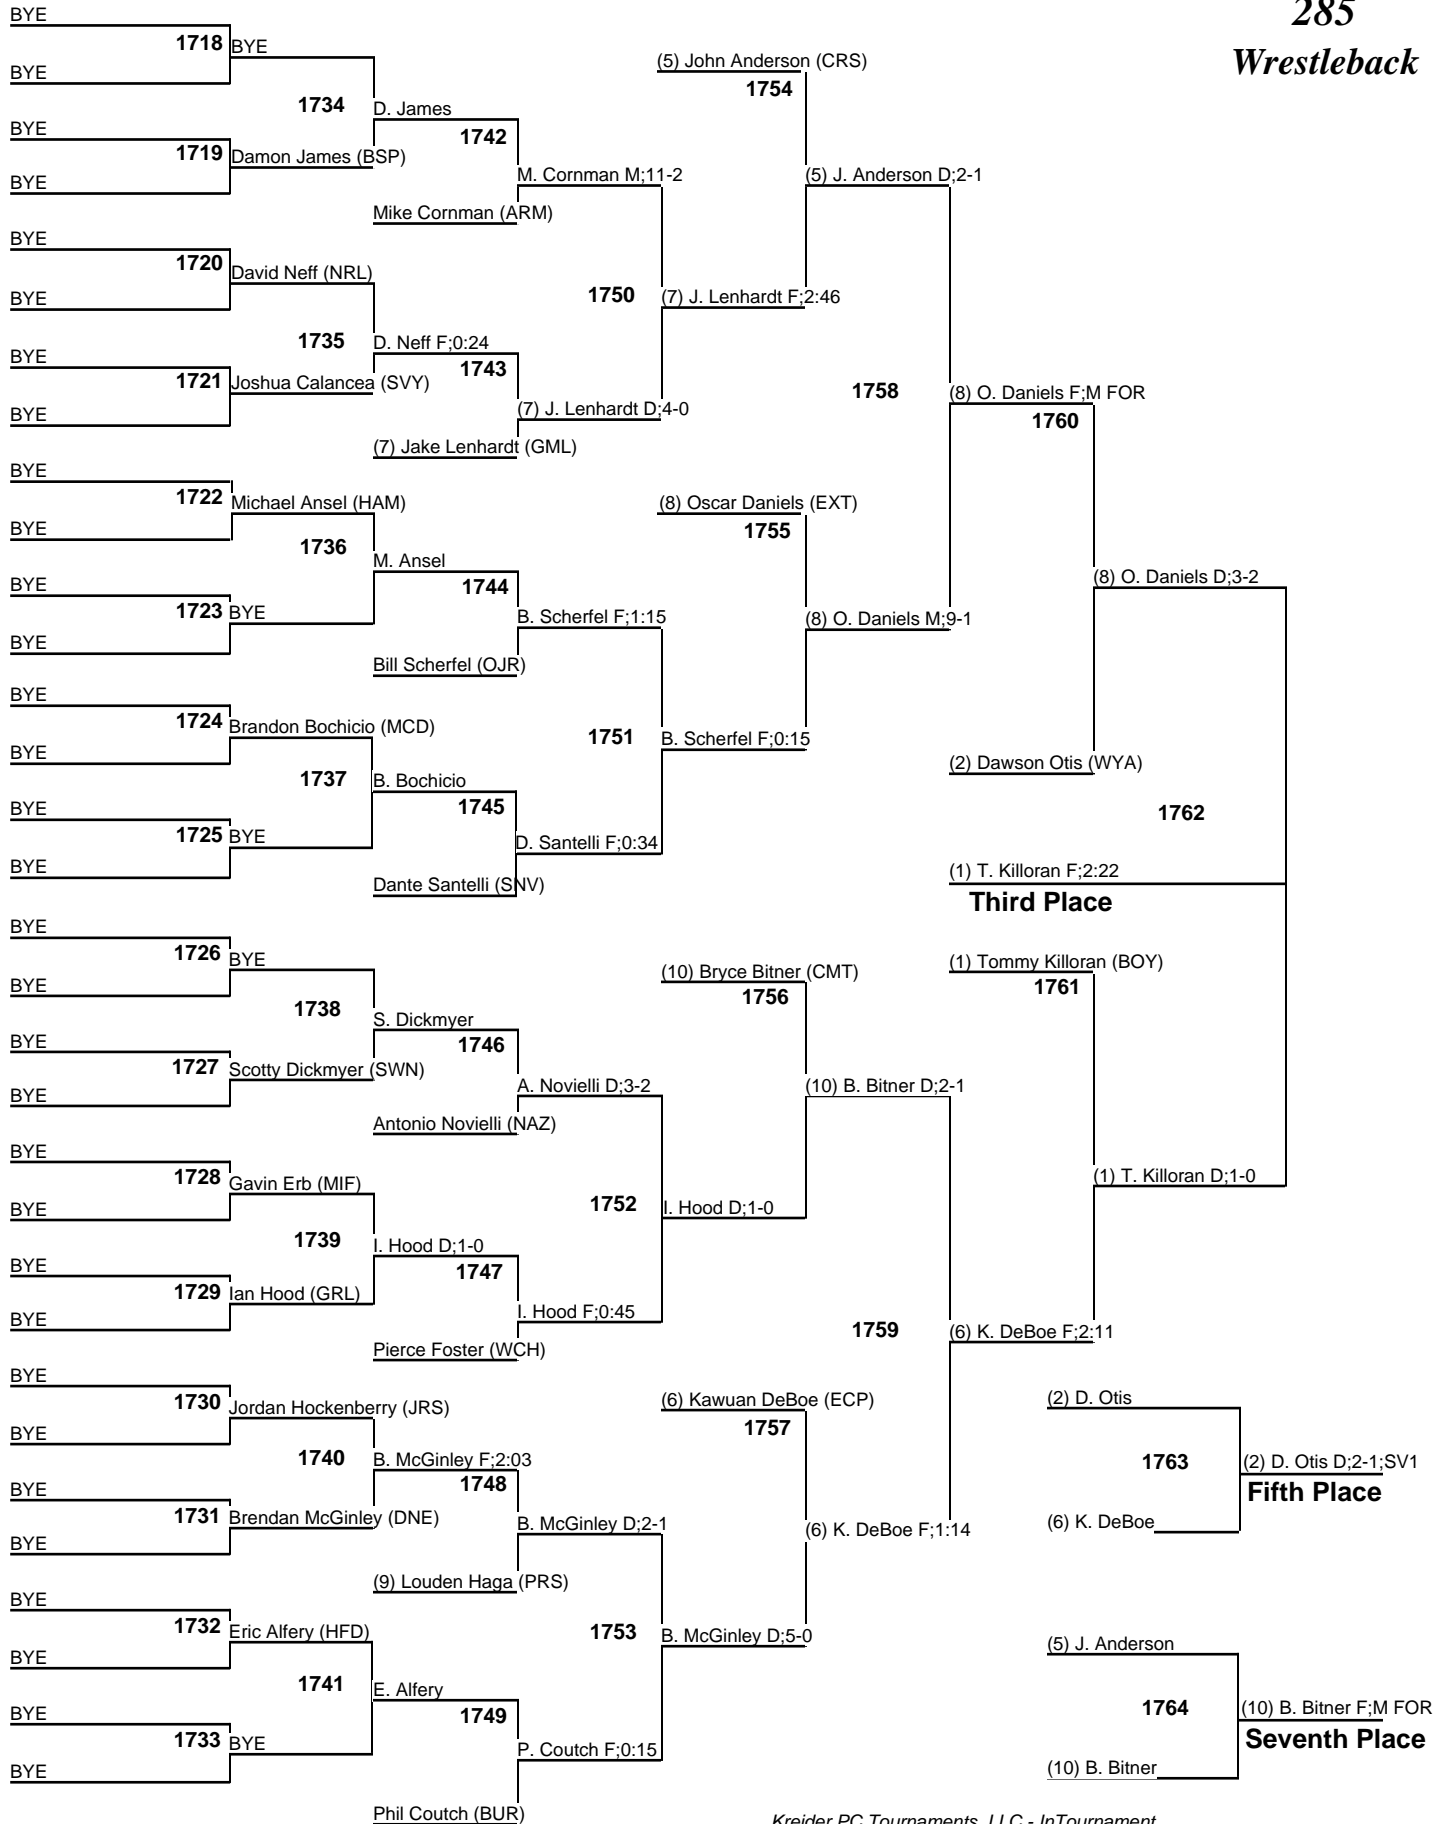 285
Wrestleback
BYE
1718 BYE
BYE
1734 D. James
BYE
1719 Damon James (BSP)
BYE
1742
M. Cornman M;11-2
Mike Cornman (ARM)
BYE
1720
David Neff (NRL)
BYE
1735 D. Neff F;0:24
BYE
1721 Joshua Calancea (SVY)
BYE
1743
(7) J. Lenhardt D;4-0
(7) Jake Lenhardt (GML)
1750 (7) J. Lenhardt F;2:46
(5) John Anderson (CRS)
1754
(5) J. Anderson D;2-1
BYE
1722 Michael Ansel (HAM)
BYE
1736
M. Ansel
BYE
1723 BYE
BYE
1744
B. Scherfel F;1:15
Bill Scherfel (OJR)
BYE
1724 Brandon Bochicio (MCD)
BYE
1737 B. Bochicio
BYE
1725 BYE
BYE
1745
D. Santelli F;0:34
Dante Santelli (SNV)
1751 B. Scherfel F;0:15
(8) Oscar Daniels (EXT)
1755
(8) O. Daniels M;9-1
1758 (8) O. Daniels F;M FOR
1760
(8) O. Daniels D;3-2
(2) Dawson Otis (WYA)
1762
(1) T. Killoran F;2:22
Third Place
BYE
1726 BYE
BYE
1738
S. Dickmyer
BYE
1727 Scotty Dickmyer (SWN)
BYE
1746
A. Novielli D;3-2
Antonio Novielli (NAZ)
BYE
1728 Gavin Erb (MIF)
BYE
1739 I. Hood D;1-0
BYE
1729 Ian Hood (GRL)
BYE
1747
I. Hood F;0:45
Pierce Foster (WCH)
1752 I. Hood D;1-0
(10) Bryce Bitner (CMT)
1756
(10) B. Bitner D;2-1
(1) Tommy Killoran (BOY)
1761
(1) T. Killoran D;1-0
1759 (6) K. DeBoe F;2:11
BYE
1730 Jordan Hockenberry (JRS)
BYE
1740 B. McGinley F;2:03
BYE
1731 Brendan McGinley (DNE)
BYE
1748
B. McGinley D;2-1
(9) Louden Haga (PRS)
BYE
1732 Eric Alfery (HFD)
BYE
1741 E. Alfery
BYE
1733 BYE
BYE
1749
P. Coutch F;0:15
Phil Coutch (BUR)
1753 B. McGinley D;5-0
(6) Kawuan DeBoe (ECP)
1757
(6) K. DeBoe F;1:14
(2) D. Otis
1763 (2) D. Otis D;2-1;SV1
Fifth Place
(6) K. DeBoe
(5) J. Anderson
1764 (10) B. Bitner F;M FOR
Seventh Place
(10) B. Bitner
Kreider PC Tournaments, LLC - InTournament